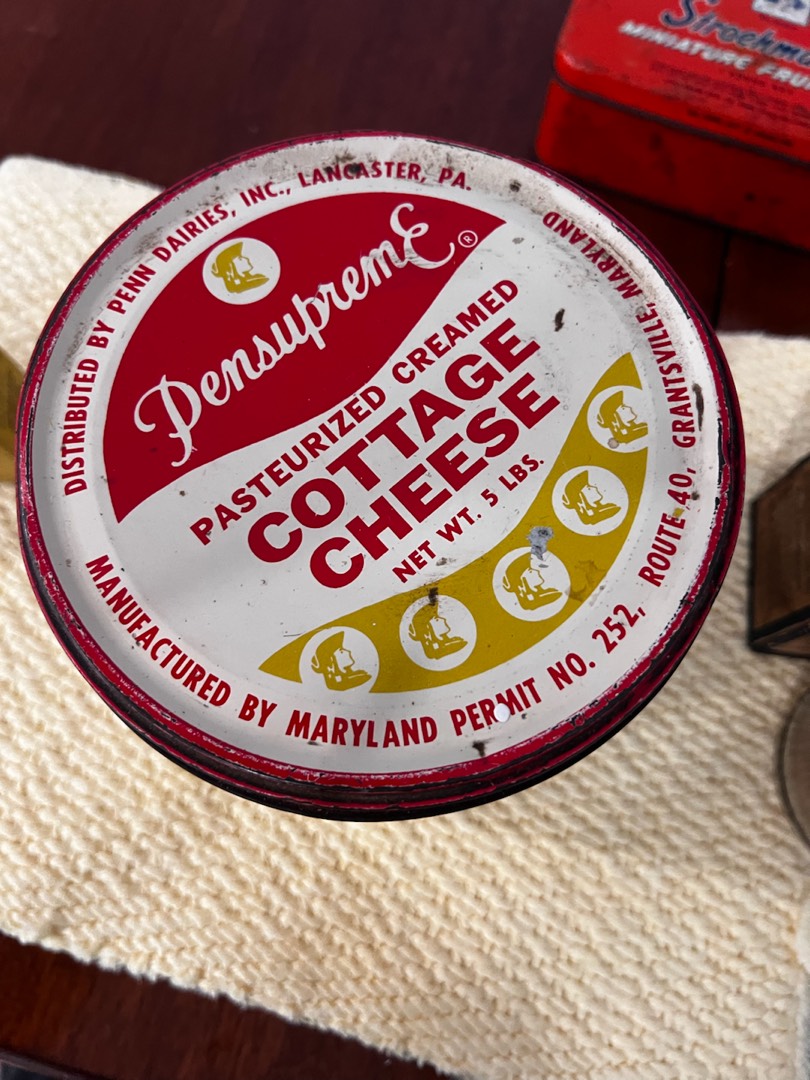 DISTRIBUTED BY PENN DAIRIES, INC., LANCASTER, PA.
PensupremE ®
PASTEURIZED CREAMED
COTTAGE
CHEESE
NET WT. 5 LBS.
MANUFACTURED BY MARYLAND PERMIT NO. 252, ROUTE 40, GRANTSVILLE, MARYLAND
MINIATURE